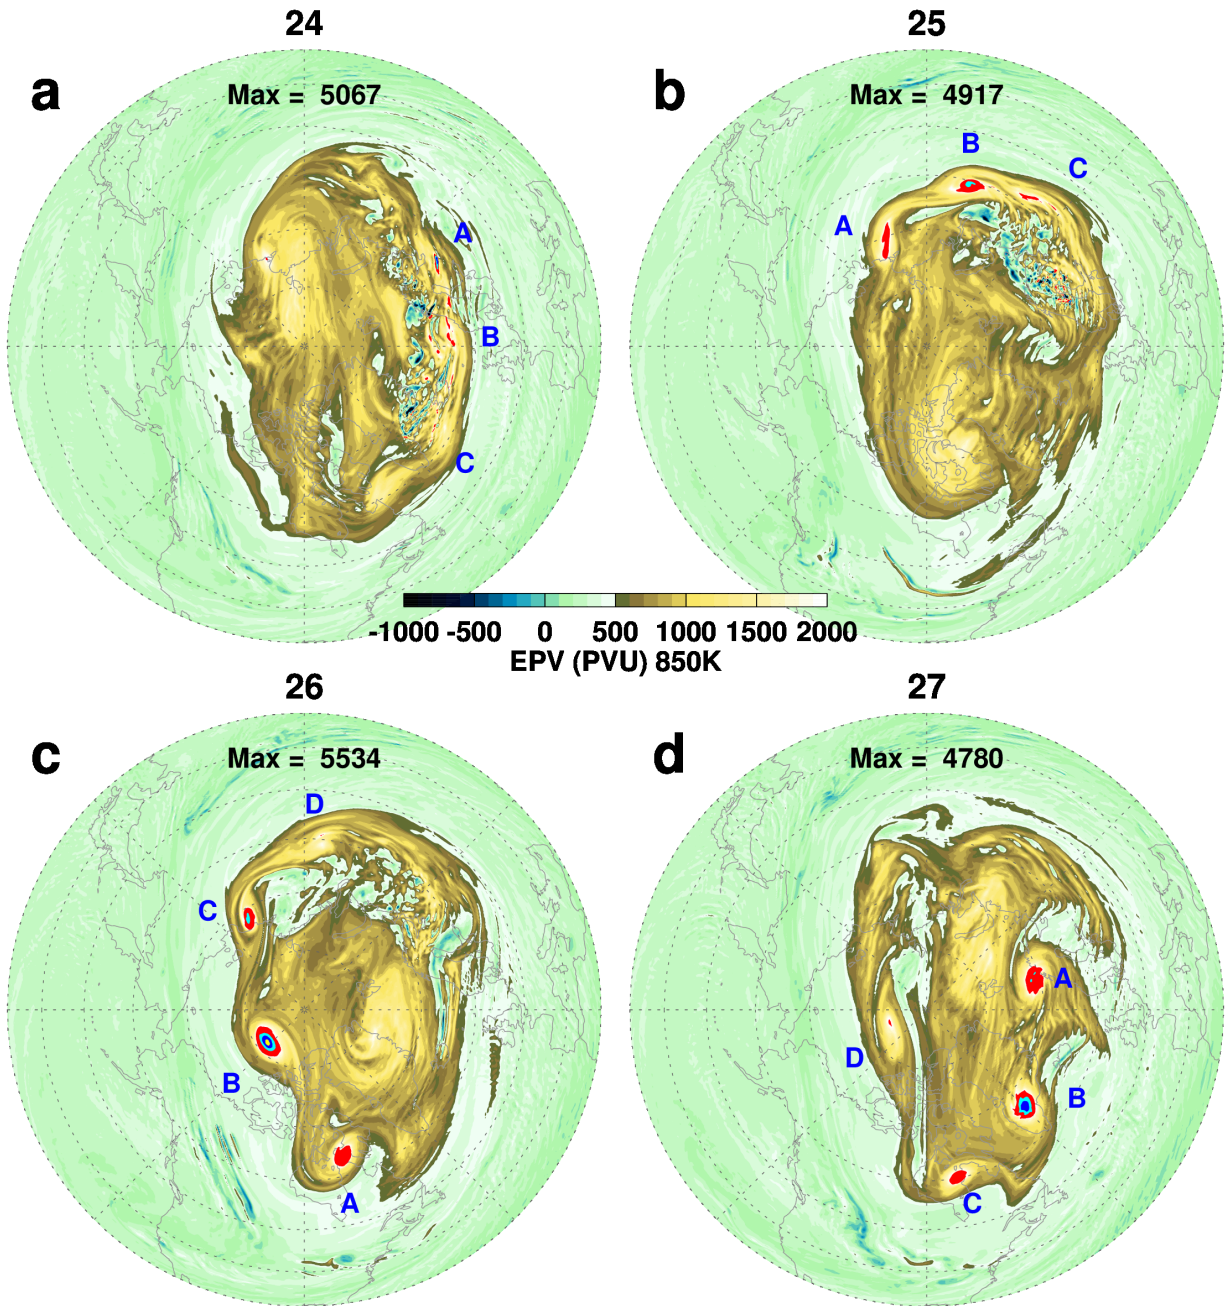 24
25
a
Max = 5067
b
Max = 4917
A
B
C
A
B
C
-1000 -500 0 500 1000 1500 2000
EPV (PVU) 850K
26
27
c
Max = 5534
d
Max = 4780
D
C
B
A
A
D
B
C